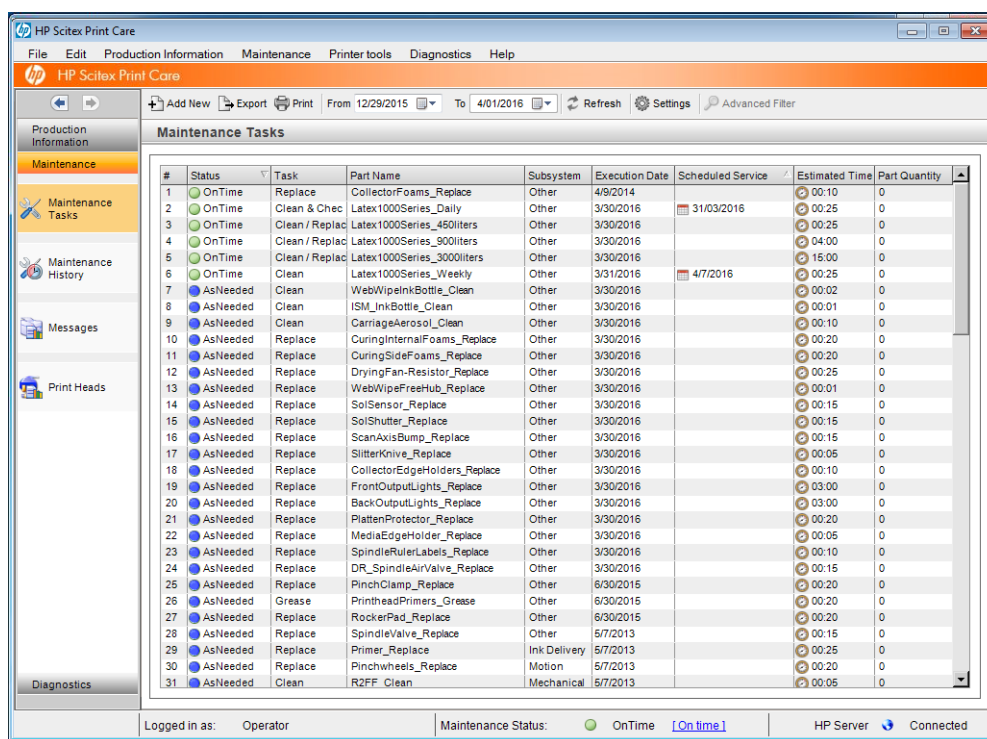 HP Scitex Print Care
File Edit Production Information Maintenance Printer tools Diagnostics Help
HP Scitex Print Care
Add New Export Print From 12/29/2015 To 4/01/2016 Refresh Settings Advanced Filter
Production Information
Maintenance
Maintenance Tasks
Maintenance History
Messages
Print Heads
Diagnostics
Maintenance Tasks
# Status Task Part Name Subsystem Execution Date Scheduled Service Estimated Time Part Quantity
1 OnTime Replace CollectorFoams_Replace Other 4/9/2014 00:10 0
2 OnTime Clean & Chec Latex1000Series_Daily Other 3/30/2016 31/03/2016 00:25 0
3 OnTime Clean / Replac Latex1000Series_450liters Other 3/30/2016 00:25 0
4 OnTime Clean / Replac Latex1000Series_900liters Other 3/30/2016 04:00 0
5 OnTime Clean / Replac Latex1000Series_3000liters Other 3/30/2016 15:00 0
6 OnTime Clean Latex1000Series_Weekly Other 3/31/2016 4/7/2016 00:25 0
7 AsNeeded Clean WebWipeInkBottle_Clean Other 3/30/2016 00:02 0
8 AsNeeded Clean ISM_InkBottle_Clean Other 3/30/2016 00:01 0
9 AsNeeded Clean CarriageAerosol_Clean Other 3/30/2016 00:10 0
10 AsNeeded Replace CuringInternalFoams_Replace Other 3/30/2016 00:20 0
11 AsNeeded Replace CuringSideFoams_Replace Other 3/30/2016 00:20 0
12 AsNeeded Replace DryingFan-Resistor_Replace Other 3/30/2016 00:25 0
13 AsNeeded Replace WebWipeFreeHub_Replace Other 3/30/2016 00:01 0
14 AsNeeded Replace SolSensor_Replace Other 3/30/2016 00:15 0
15 AsNeeded Replace SolShutter_Replace Other 3/30/2016 00:15 0
16 AsNeeded Replace ScanAxisBump_Replace Other 3/30/2016 00:15 0
17 AsNeeded Replace SlitterKnive_Replace Other 3/30/2016 00:05 0
18 AsNeeded Replace CollectorEdgeHolders_Replace Other 3/30/2016 00:10 0
19 AsNeeded Replace FrontOutputLights_Replace Other 3/30/2016 03:00 0
20 AsNeeded Replace BackOutputLights_Replace Other 3/30/2016 03:00 0
21 AsNeeded Replace PlattenProtector_Replace Other 3/30/2016 00:20 0
22 AsNeeded Replace MediaEdgeHolder_Replace Other 3/30/2016 00:05 0
23 AsNeeded Replace SpindleRulerLabels_Replace Other 3/30/2016 00:10 0
24 AsNeeded Replace DR_SpindleAirValve_Replace Other 3/30/2016 00:15 0
25 AsNeeded Replace PinchClamp_Replace Other 6/30/2015 00:20 0
26 AsNeeded Grease PrintheadPrimers_Grease Other 6/30/2015 00:20 0
27 AsNeeded Replace RockerPad_Replace Other 6/30/2015 00:20 0
28 AsNeeded Replace SpindleValve_Replace Other 5/7/2013 00:15 0
29 AsNeeded Replace Primer_Replace Ink Delivery 5/7/2013 00:25 0
30 AsNeeded Replace Pinchwheels_Replace Motion 5/7/2013 00:20 0
31 AsNeeded Clean R2FF_Clean Mechanical 5/7/2013 00:05 0
Logged in as: Operator Maintenance Status: OnTime [ On time ] HP Server Connected